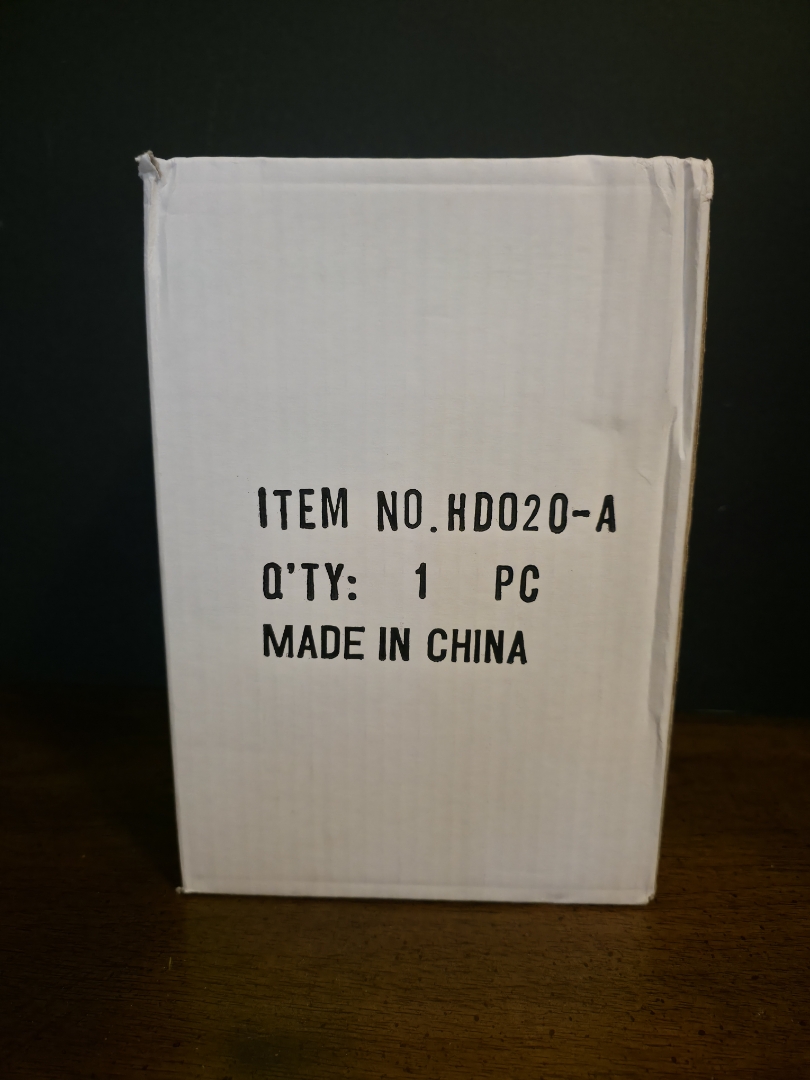 ITEM NO.HD020-A
Q'TY: 1 PC
MADE IN CHINA